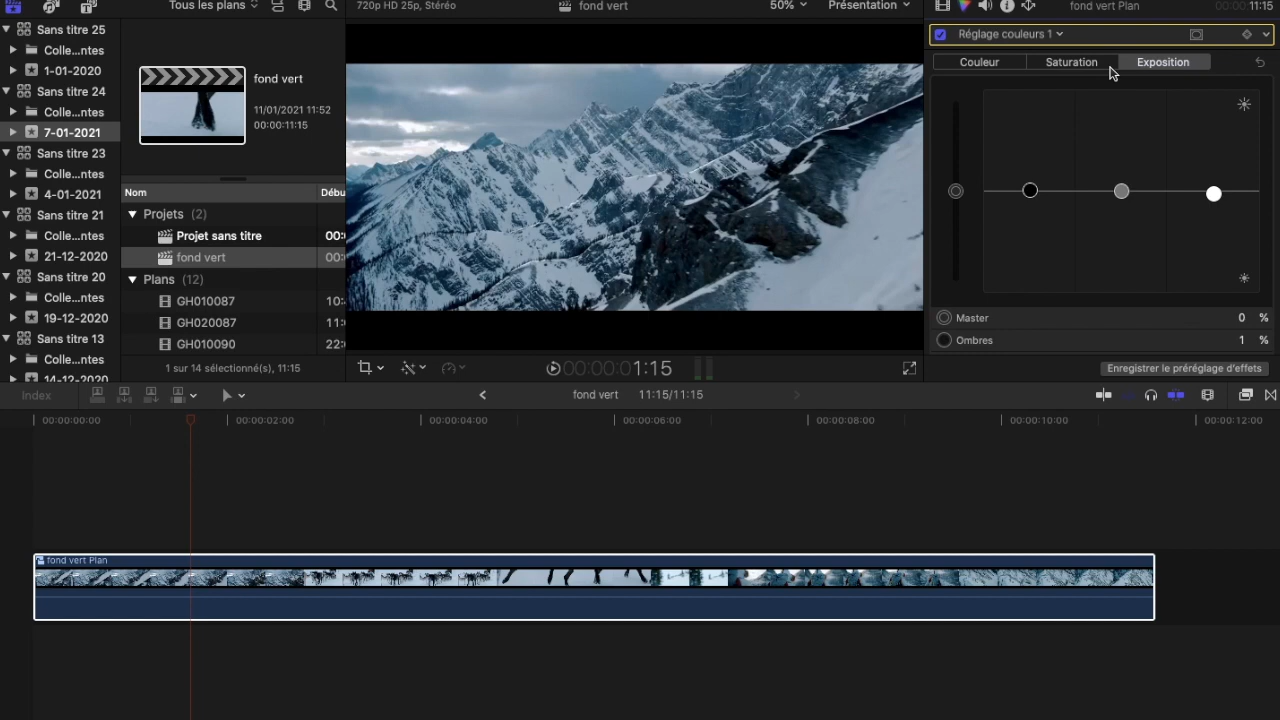 Tous les plans
720p HD 25p, Stéréo
fond vert
50%
Présentation
fond vert Plan
00:00:11:15
Sans titre 25
Colle...ntes
1-01-2020
Sans titre 24
Colle...ntes
7-01-2021
Sans titre 23
Colle...ntes
4-01-2021
Sans titre 21
Colle...ntes
21-12-2020
Sans titre 20
Colle...ntes
19-12-2020
Sans titre 13
Colle...ntes
14-12-2020
fond vert
11/01/2021 11:52
00:00:11:15
Nom
Débu
Projets (2)
Projet sans titre
00:
fond vert
00:
Plans (12)
GH010087
10:
GH020087
11:
GH010090
22:
1 sur 14 sélectionné(s), 11:15
00:00:01:15
Réglage couleurs 1
Couleur
Saturation
Exposition
Master
0 %
Ombres
1 %
Enregistrer le préréglage d'effets
Index
fond vert
11:15/11:15
00:00:00:00
00:00:02:00
00:00:04:00
00:00:06:00
00:00:08:00
00:00:10:00
00:00:12:00
fond vert Plan